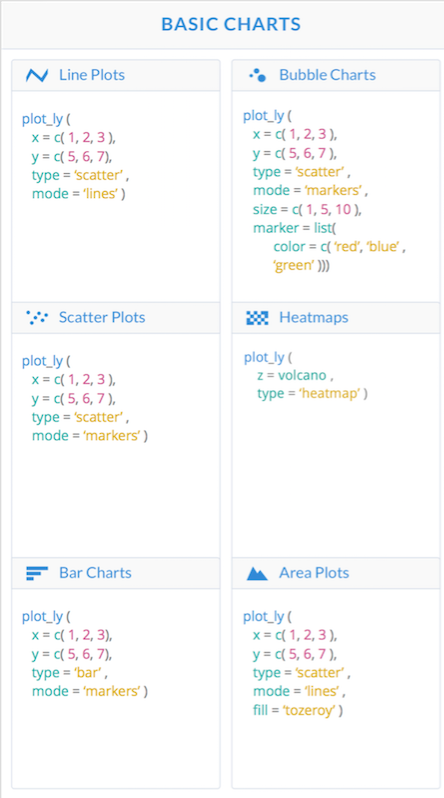 BASIC CHARTS
Line Plots
plot_ly (
x = c( 1, 2, 3 ),
y = c( 5, 6, 7),
type = ‘scatter’ ,
mode = ‘lines’ )
Bubble Charts
plot_ly (
x = c( 1, 2, 3 ),
y = c( 5, 6, 7 ),
type = ‘scatter’ ,
mode = ‘markers’ ,
size = c( 1, 5, 10 ),
marker = list(
color = c( ‘red’, ‘blue’ ,
‘green’ )))
Scatter Plots
plot_ly (
x = c( 1, 2, 3 ),
y = c( 5, 6, 7 ),
type = ‘scatter’ ,
mode = ‘markers’ )
Heatmaps
plot_ly (
z = volcano ,
type = ‘heatmap’ )
Bar Charts
plot_ly (
x = c( 1, 2, 3),
y = c( 5, 6, 7),
type = ‘bar’ ,
mode = ‘markers’ )
Area Plots
plot_ly (
x = c( 1, 2, 3 ),
y = c( 5, 6, 7 ),
type = ‘scatter’ ,
mode = ‘lines’ ,
fill = ‘tozeroy’ )